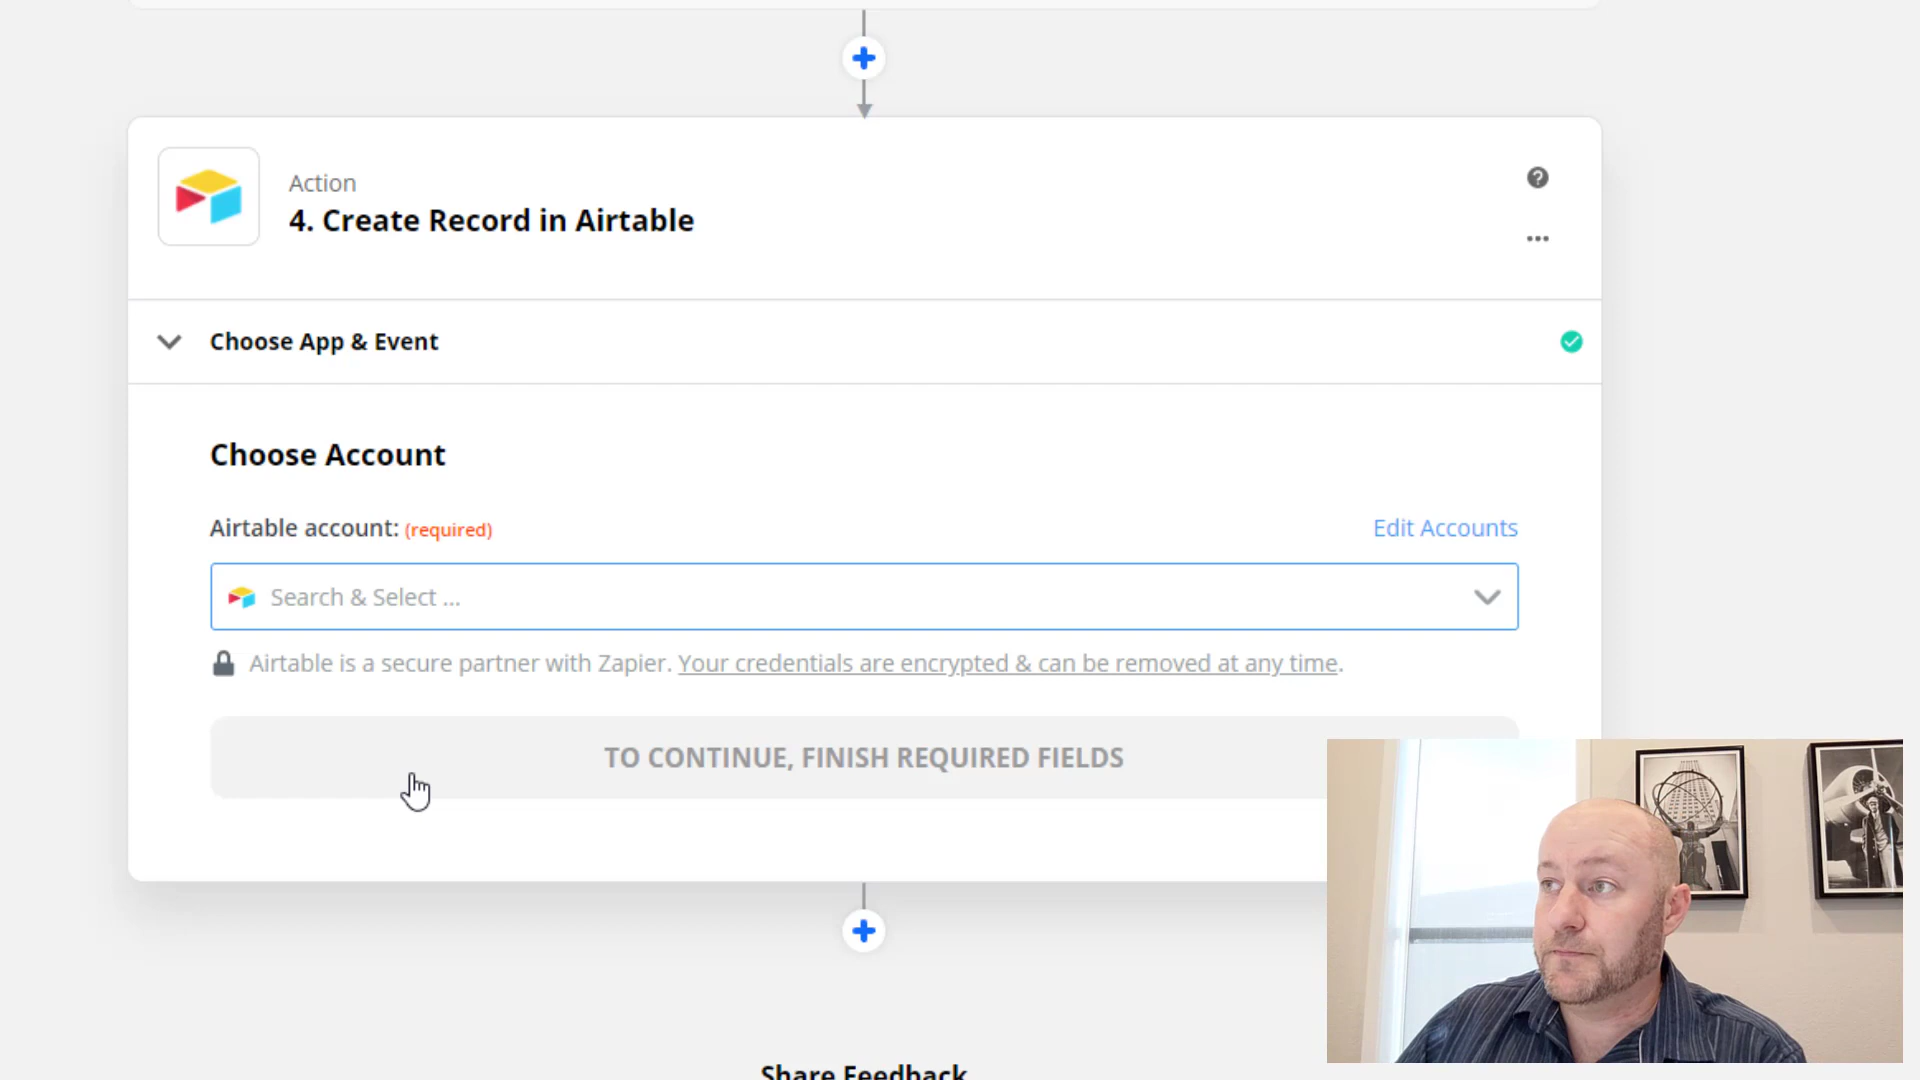 Action
4. Create Record in Airtable
Choose App & Event
Choose Account
Airtable account: (required)
Edit Accounts
Search & Select ...
Airtable is a secure partner with Zapier. Your credentials are encrypted & can be removed at any time.
TO CONTINUE, FINISH REQUIRED FIELDS
Share Feedback